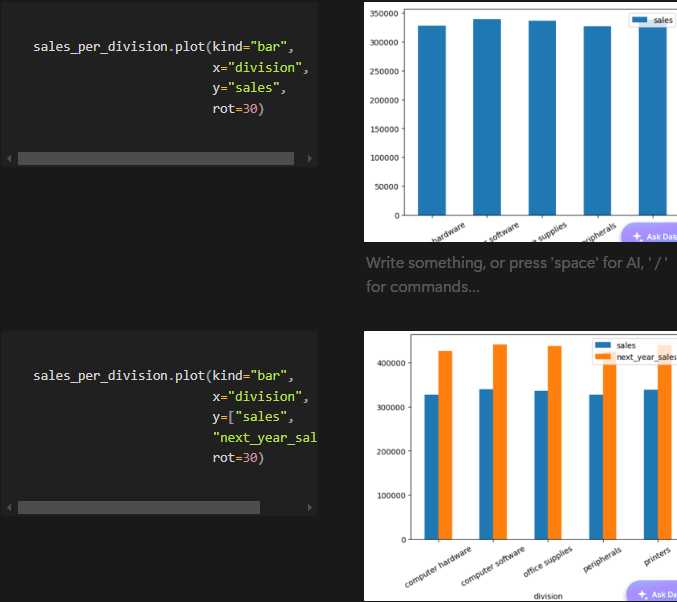 sales_per_division.plot(kind="bar",
x="division",
y="sales",
rot=30)
350000
300000
250000
200000
150000
100000
50000
0
sales
hardware
software
supplies
Ask Dat
Write something, or press 'space' for AI, '/'
for commands...
sales_per_division.plot(kind="bar",
x="division",
y=["sales",
"next_year_sal
rot=30)
400000
300000
200000
100000
0
sales
next_year_sales
computer hardware
computer software
office supplies
peripherals
printers
division
Ask Da